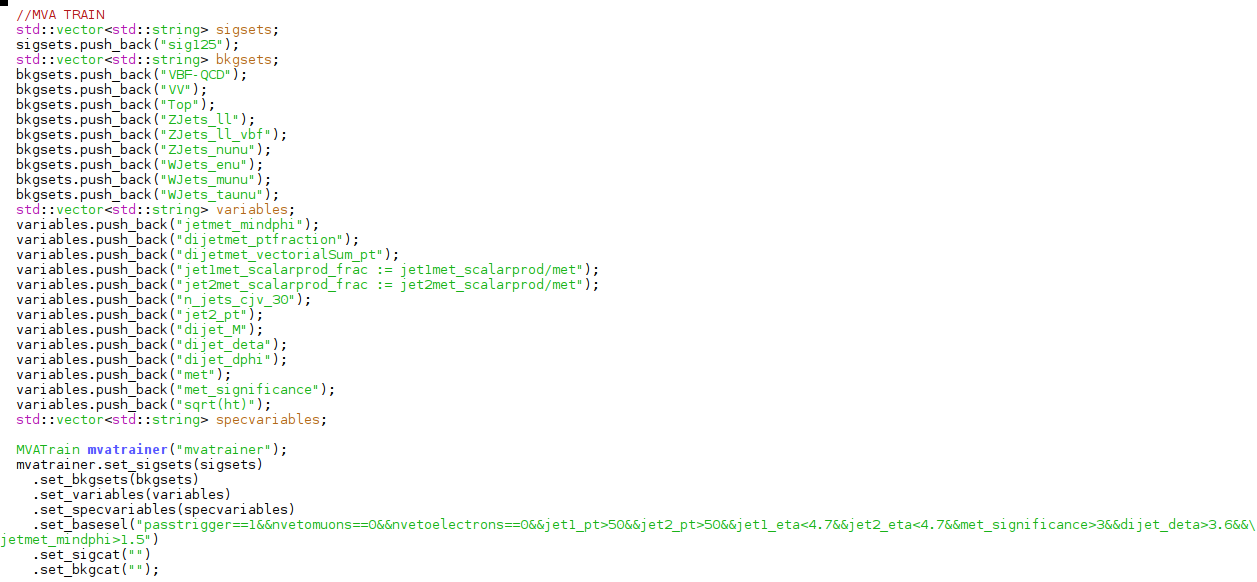 //MVA TRAIN
std::vector<std::string> sigsets;
sigsets.push_back("sig125");
std::vector<std::string> bkgsets;
bkgsets.push_back("VBF-QCD");
bkgsets.push_back("VV");
bkgsets.push_back("Top");
bkgsets.push_back("ZJets_ll");
bkgsets.push_back("ZJets_ll_vbf");
bkgsets.push_back("ZJets_nunu");
bkgsets.push_back("WJets_enu");
bkgsets.push_back("WJets_munu");
bkgsets.push_back("WJets_taunu");
std::vector<std::string> variables;
variables.push_back("jetmet_mindphi");
variables.push_back("dijetmet_ptfraction");
variables.push_back("dijetmet_vectorialSum_pt");
variables.push_back("jet1met_scalarprod_frac := jet1met_scalarprod/met");
variables.push_back("jet2met_scalarprod_frac := jet2met_scalarprod/met");
variables.push_back("n_jets_cjv_30");
variables.push_back("jet2_pt");
variables.push_back("dijet_M");
variables.push_back("dijet_deta");
variables.push_back("dijet_dphi");
variables.push_back("met");
variables.push_back("met_significance");
variables.push_back("sqrt(ht)");
std::vector<std::string> specvariables;
MVATrain mvatrainer("mvatrainer");
mvatrainer.set_sigsets(sigsets)
.set_bkgsets(bkgsets)
.set_variables(variables)
.set_specvariables(specvariables)
.set_basesel("passtrigger==1&&nvetomuons==0&&nvetoelectrons==0&&jet1_pt>50&&jet2_pt>50&&jet1_eta<4.7&&jet2_eta<4.7&&met_significance>3&&dijet_deta>3.6&&\
jetmet_mindphi>1.5")
.set_sigcat("")
.set_bkgcat("");